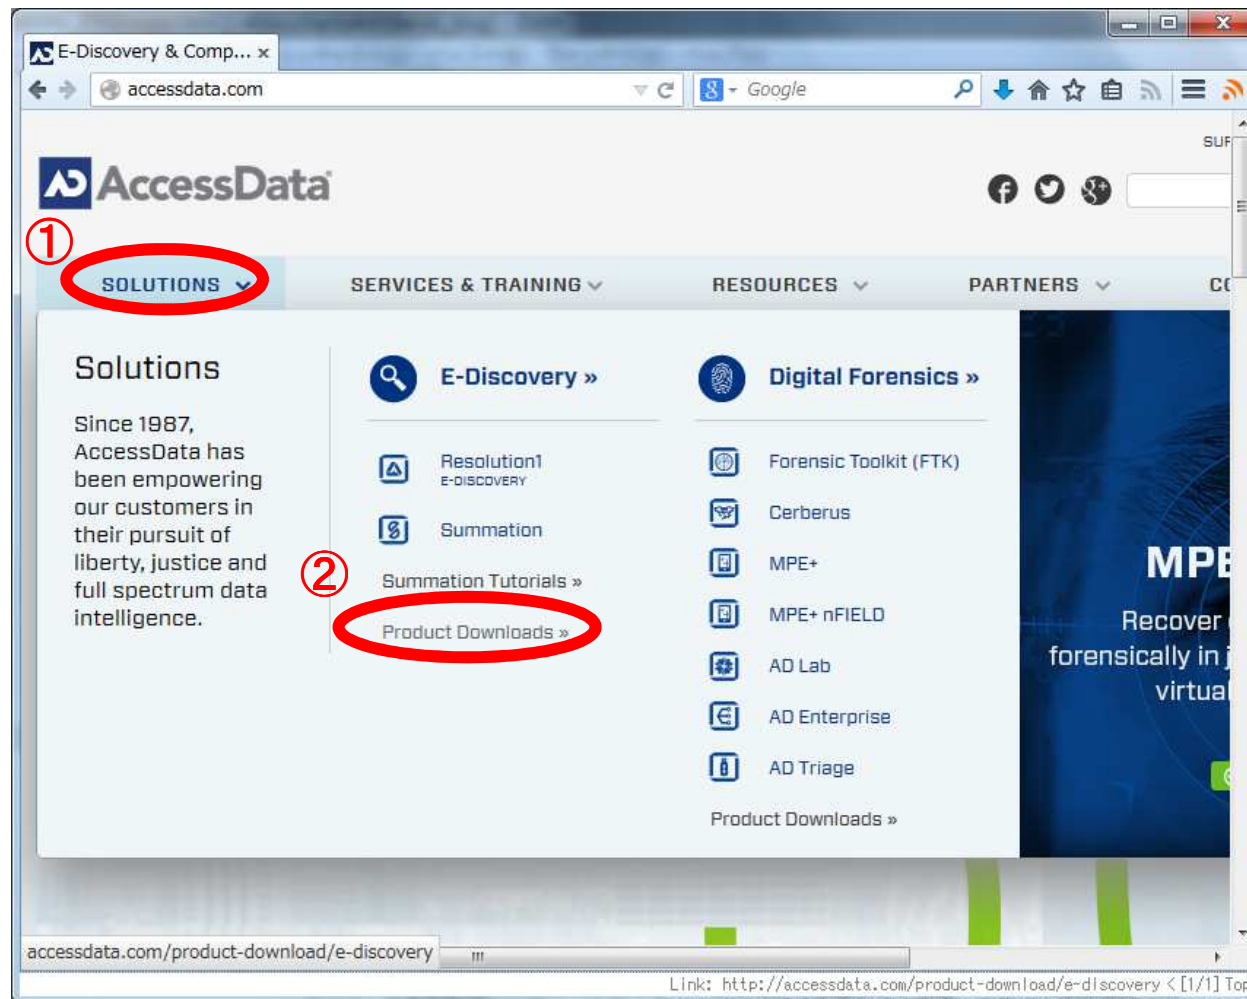 E-Discovery & Comp... ×
accessdata.com
Google
SUP
AccessData
①
SOLUTIONS
SERVICES & TRAINING
RESOURCES
PARTNERS
CO
Solutions
Since 1987,
AccessData has
been empowering
our customers in
their pursuit of
liberty, justice and
full spectrum data
intelligence.
E-Discovery »
Resolution1
E-DISCOVERY
Summation
②
Summation Tutorials »
Product Downloads »
Digital Forensics »
Forensic Toolkit (FTK)
Cerberus
MPE+
MPE+ nFIELD
AD Lab
AD Enterprise
AD Triage
Product Downloads »
MPE
Recover
forensically in j
virtual
accessdata.com/product-download/e-discovery
Link: http://accessdata.com/product-download/e-discovery < [1/1] Top